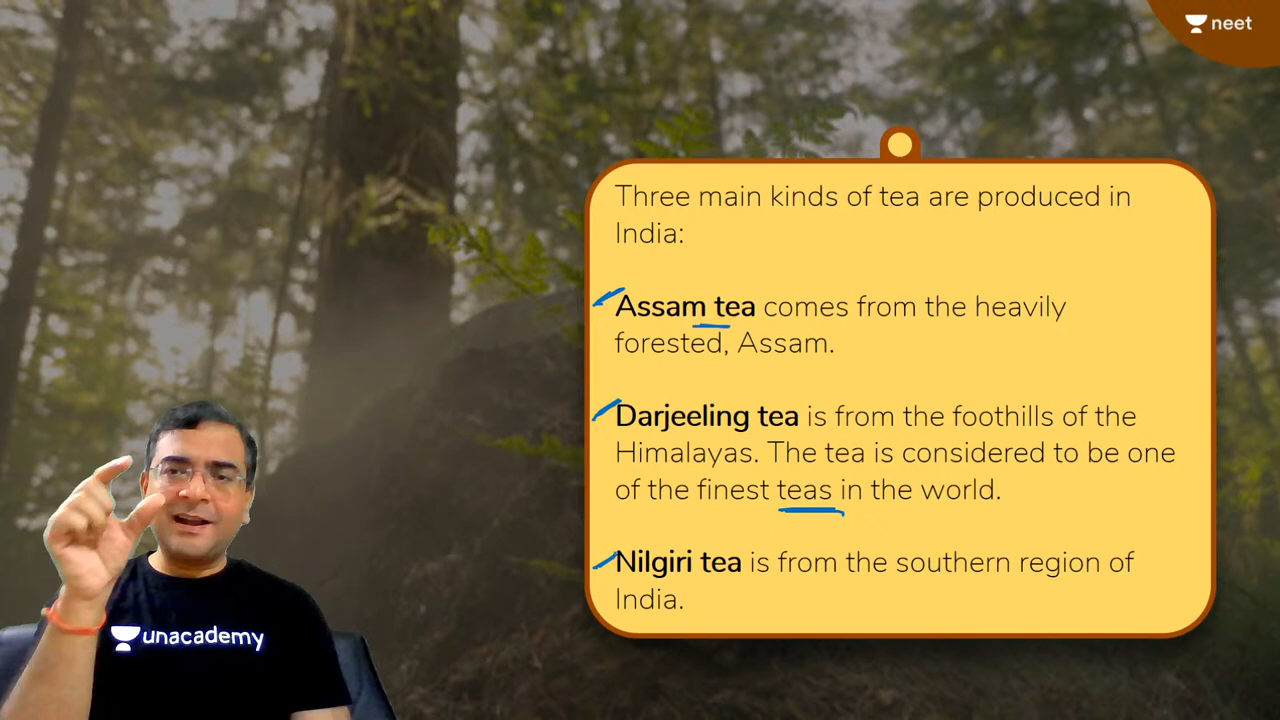 neet
Three main kinds of tea are produced in
India:
Assam tea comes from the heavily
forested, Assam.
Darjeeling tea is from the foothills of the
Himalayas. The tea is considered to be one
of the finest teas in the world.
Nilgiri tea is from the southern region of
India.
unacademy